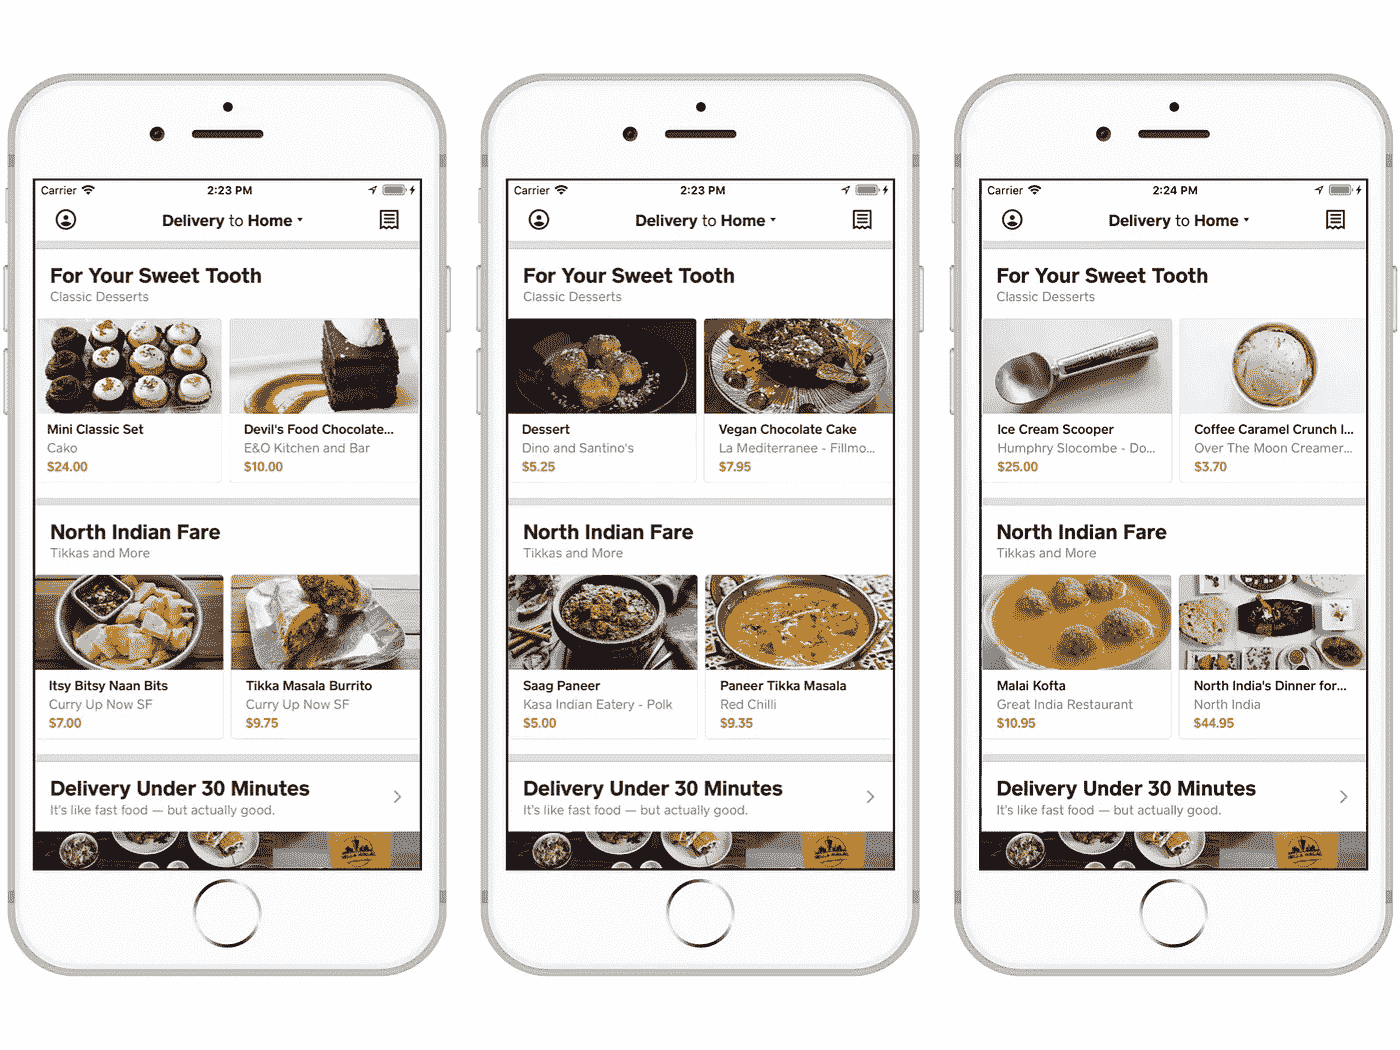 Carrier 2:23 PM
Delivery to Home
For Your Sweet Tooth
Classic Desserts
Mini Classic Set
Cako
$24.00
Devil's Food Chocolate...
E&O Kitchen and Bar
$10.00
North Indian Fare
Tikkas and More
Itsy Bitsy Naan Bits
Curry Up Now SF
$7.00
Tikka Masala Burrito
Curry Up Now SF
$9.75
Delivery Under 30 Minutes
It's like fast food — but actually good.
Carrier 2:23 PM
Delivery to Home
For Your Sweet Tooth
Classic Desserts
Dessert
Dino and Santino's
$5.25
Vegan Chocolate Cake
La Mediterranee - Fillmo...
$7.95
North Indian Fare
Tikkas and More
Saag Paneer
Kasa Indian Eatery - Polk
$5.00
Paneer Tikka Masala
Red Chilli
$9.35
Delivery Under 30 Minutes
It's like fast food — but actually good.
Carrier 2:24 PM
Delivery to Home
For Your Sweet Tooth
Classic Desserts
Ice Cream Scooper
Humphry Slocombe - Do...
$25.00
Coffee Caramel Crunch I...
Over The Moon Creamer...
$3.70
North Indian Fare
Tikkas and More
Malai Kofta
Great India Restaurant
$10.95
North India's Dinner for...
North India
$44.95
Delivery Under 30 Minutes
It's like fast food — but actually good.